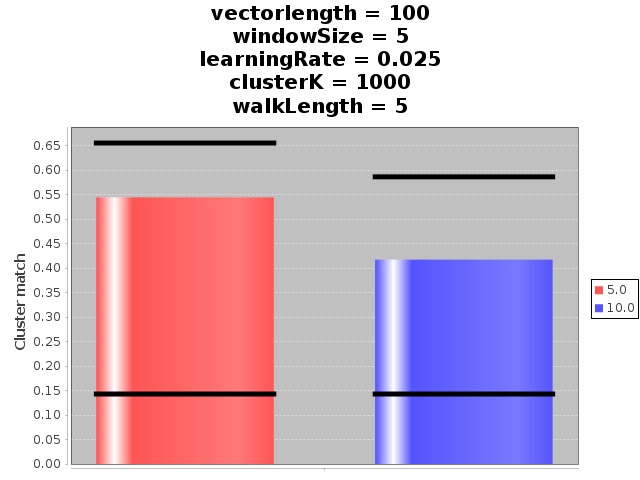 vectorlength = 100
windowSize = 5
learningRate = 0.025
clusterK = 1000
walkLength = 5
Cluster match
0.65
0.60
0.55
0.50
0.45
0.40
0.35
0.30
0.25
0.20
0.15
0.10
0.05
0.00
5.0
10.0